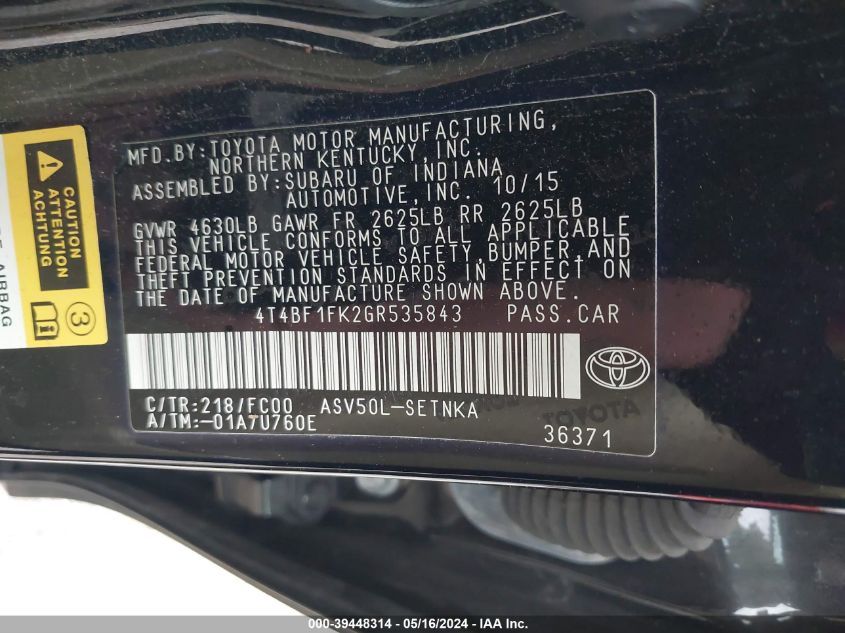 MFD.BY:TOYOTA MOTOR MANUFACTURING,
NORTHERN KENTUCKY,INC.
ASSEMBLED BY:SUBARU OF INDIANA
AUTOMOTIVE,INC. 10/15
GVWR 4630LB GAWR FR 2625LB RR 2625LB
THIS VEHICLE CONFORMS TO ALL APPLICABLE
FEDERAL MOTOR VEHICLE SAFETY,BUMPER,AND
THEFT PREVENTION STANDARDS IN EFFECT ON
THE DATE OF MANUFACTURE SHOWN ABOVE.
4T4BF1FK2GR535843 PASS.CAR
C/TR:218/FC00 ASV50L-SETNKA
A/TM:-01A/U760E
TOYOTA
36371
CAUTION
ATTENTION
ACHTUNG
3
AIRBAG
000-39448314 - 05/16/2024 - IAA, Inc.